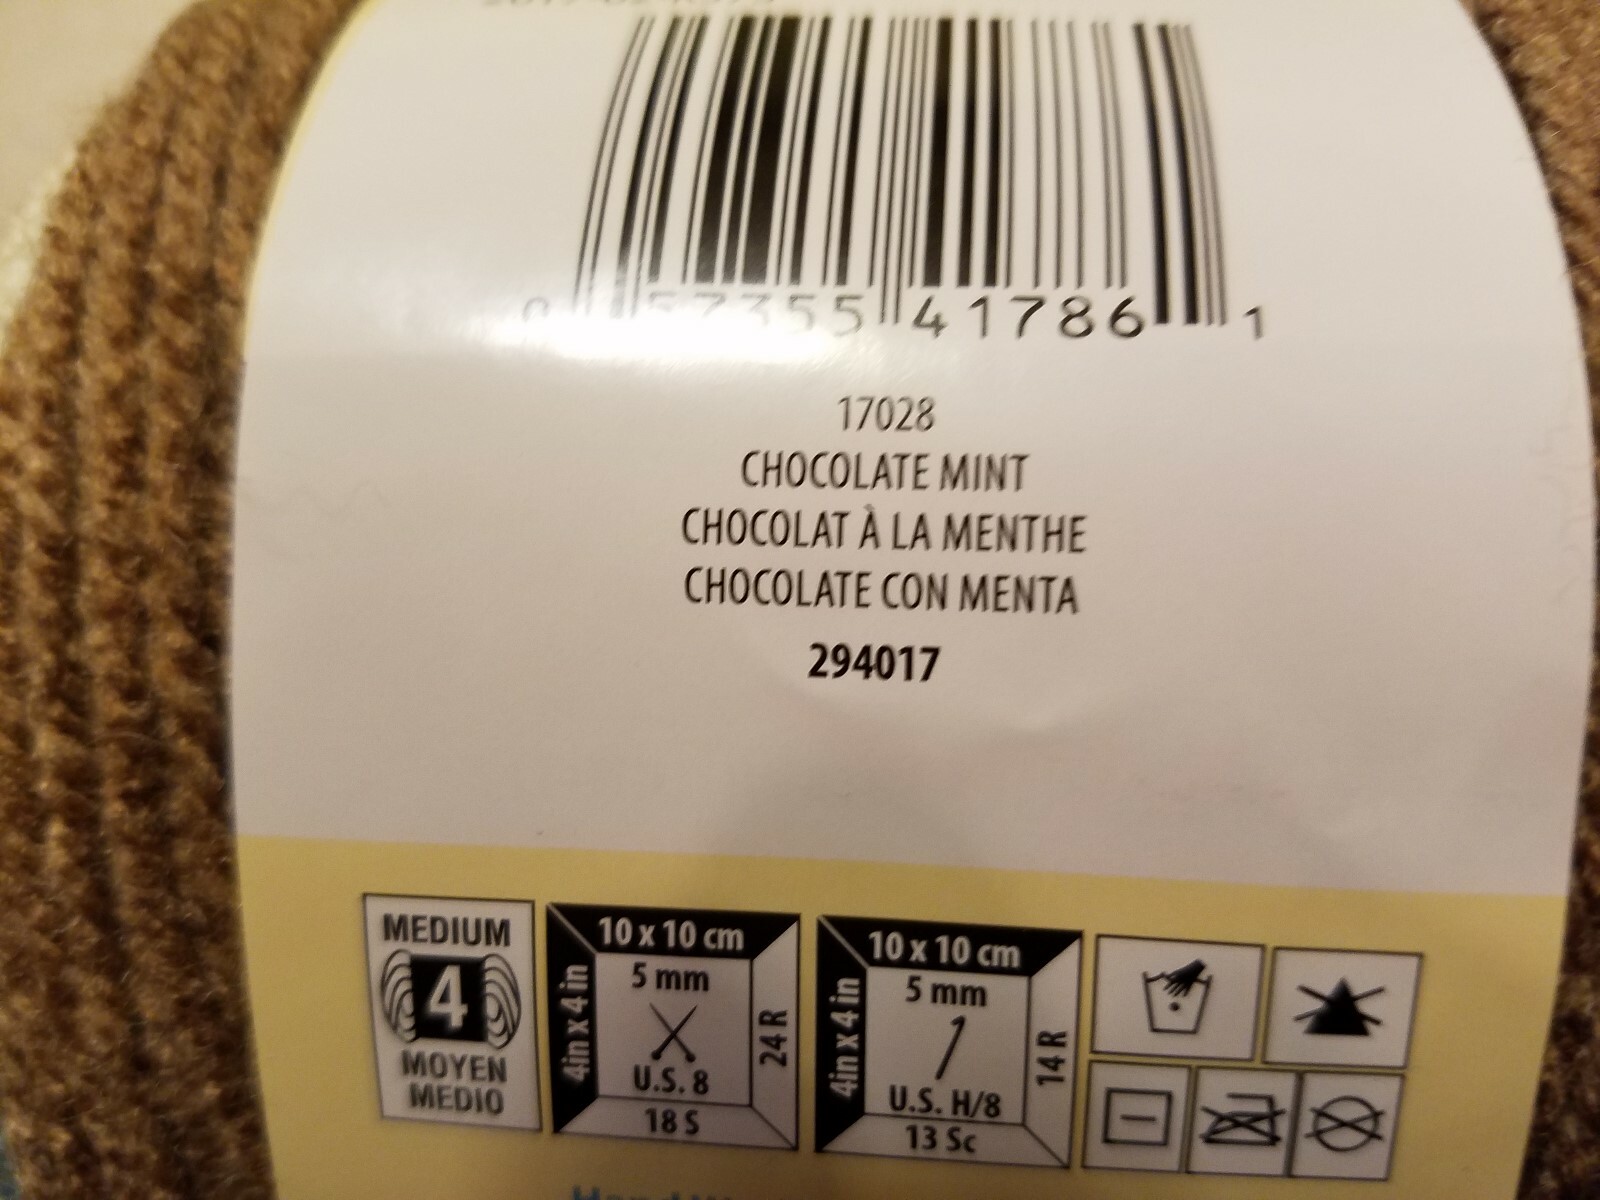 0 57355 41786 1
17028
CHOCOLATE MINT
CHOCOLAT À LA MENTHE
CHOCOLATE CON MENTA
294017
MEDIUM
4
MOYEN
MEDIO
10 x 10 cm
4in x 4 in
5 mm
U.S. 8
24 R
18 S
10 x 10 cm
4in x 4 in
5 mm
U.S. H/8
14 R
13 Sc